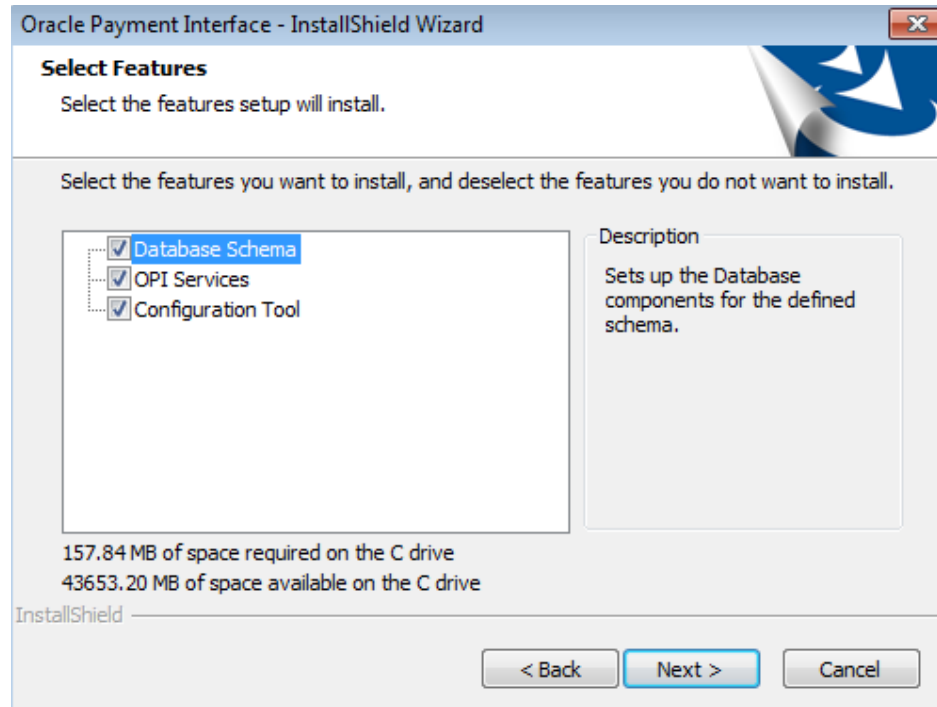 Oracle Payment Interface - InstallShield Wizard
Select Features
Select the features setup will install.
Select the features you want to install, and deselect the features you do not want to install.
Database Schema
OPI Services
Configuration Tool
Description
Sets up the Database
components for the defined
schema.
157.84 MB of space required on the C drive
43653.20 MB of space available on the C drive
InstallShield
< Back
Next >
Cancel